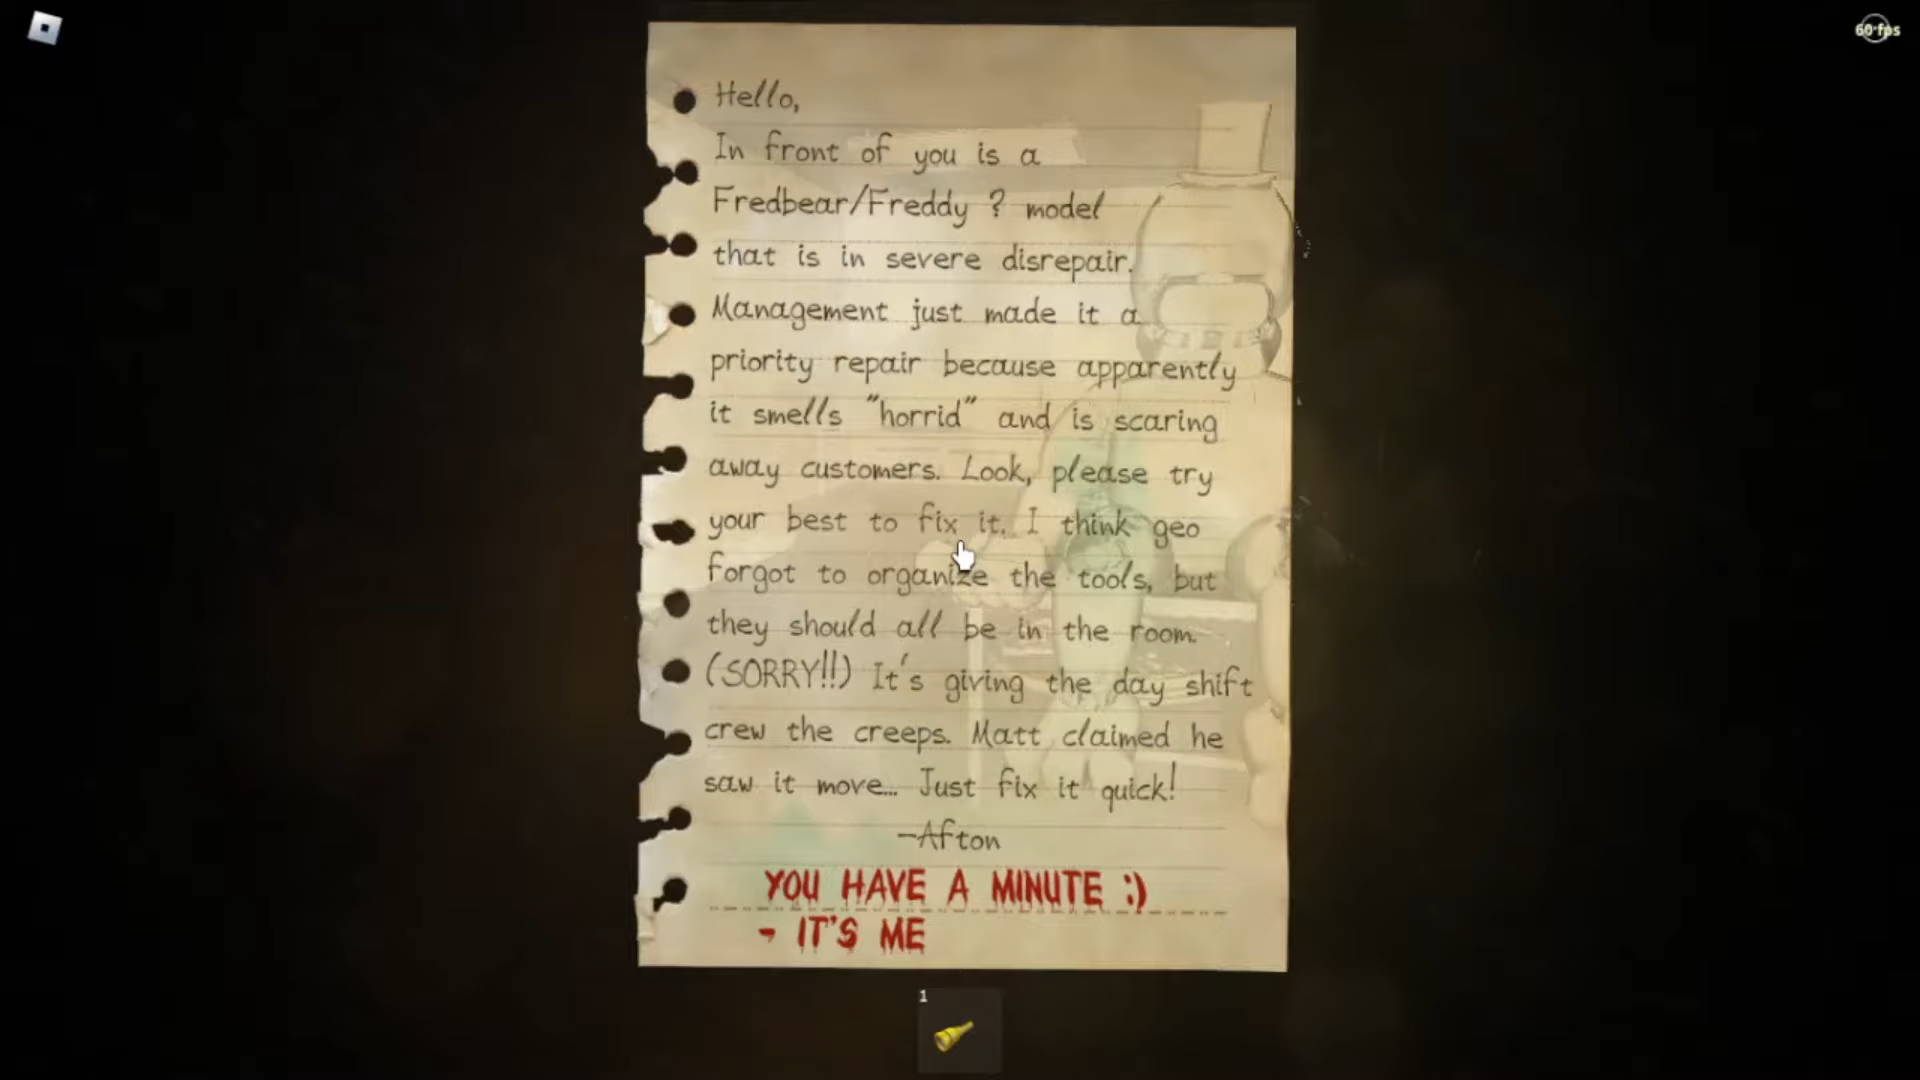 60 fps
Hello,
In front of you is a
Fredbear/Freddy ? model
that is in severe disrepair.
Management just made it a
priority repair because apparently
it smells "horrid" and is scaring
away customers. Look, please try
your best to fix it. I think geo
forgot to organize the tools, but
they should all be in the room.
(SORRY!!) It's giving the day shift
crew the creeps. Matt claimed he
saw it move... Just fix it quick!
-Afton
YOU HAVE A MINUTE :)
- IT'S ME
1